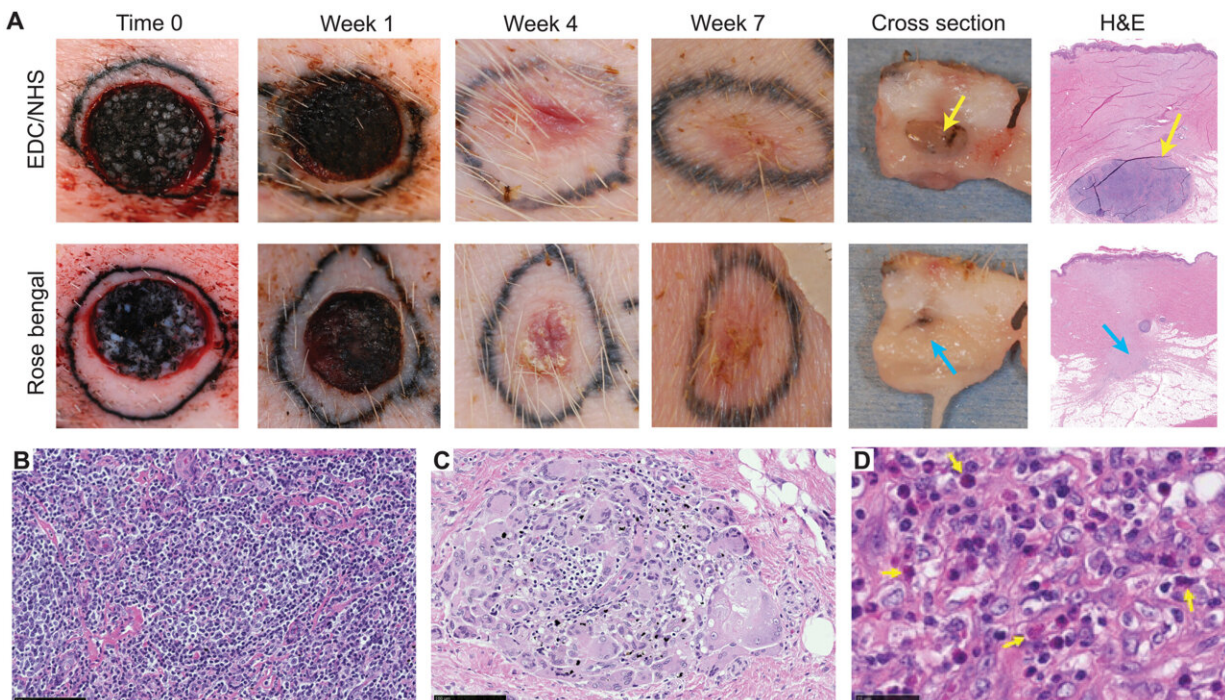 A
Time 0
Week 1
Week 4
Week 7
Cross section
H&E
EDC/NHS
Rose bengal
B
C
D